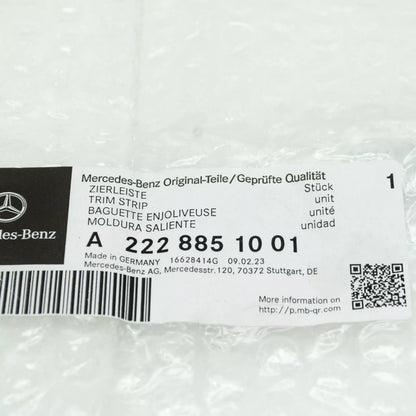 Mercedes-Benz Original-Teile/Geprüfte Qualität 1
ZIERLEISTE Stück
TRIM STRIP unit
BAGUETTE ENJOLIVEUSE unité
MOLDURA SALIENTE unidad
des-Benz
A 222 885 10 01
Made in GERMANY 16628414G 09.02.23
Mercedes-Benz AG, Mercedesstr.120, 70372 Stuttgart, DE
More information on
http://p.mb-qr.com/